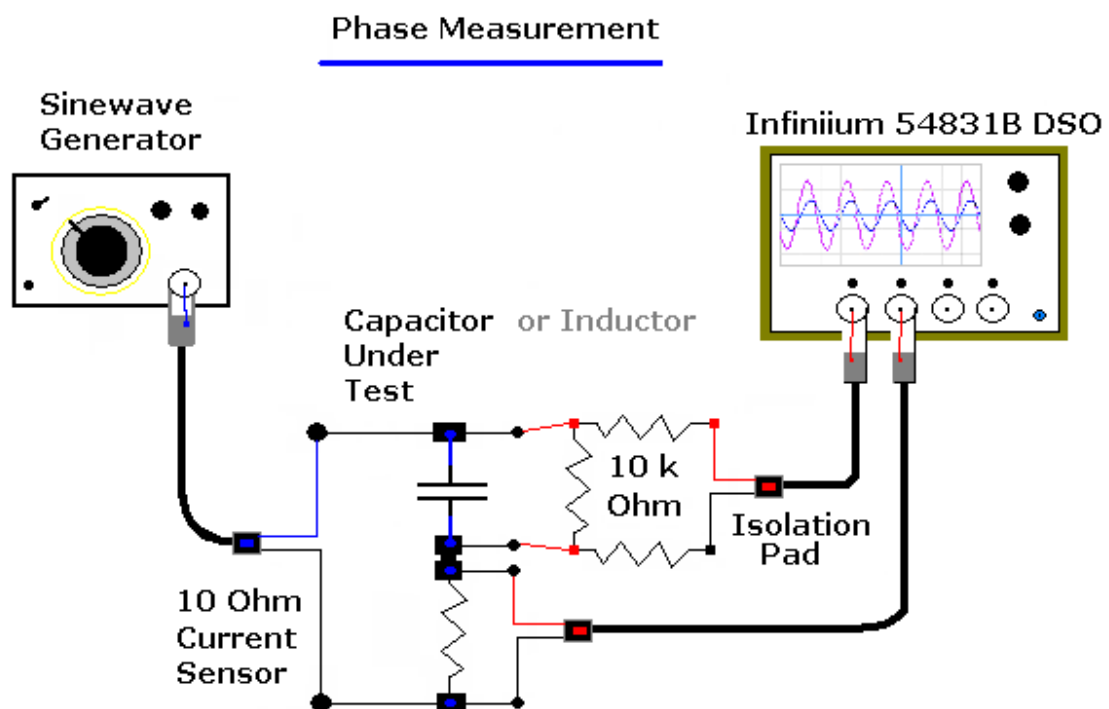 Phase Measurement
Sinewave
Generator
Infiniium 54831B DSO
Capacitor or Inductor
Under
Test
10 k
Ohm
Isolation
Pad
10 Ohm
Current
Sensor